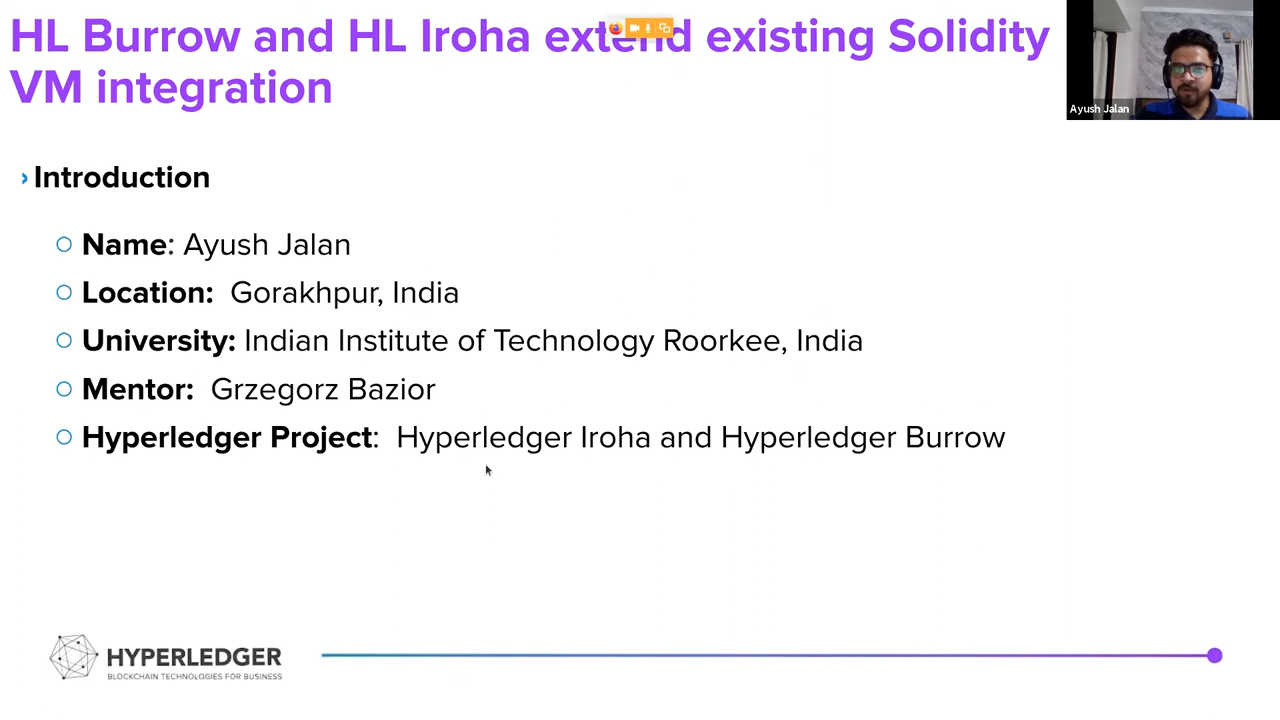 HL Burrow and HL Iroha extend existing Solidity
VM integration
Ayush Jalan
Introduction
Name: Ayush Jalan
Location: Gorakhpur, India
University: Indian Institute of Technology Roorkee, India
Mentor: Grzegorz Bazior
Hyperledger Project: Hyperledger Iroha and Hyperledger Burrow
HYPERLEDGER
BLOCKCHAIN TECHNOLOGIES FOR BUSINESS